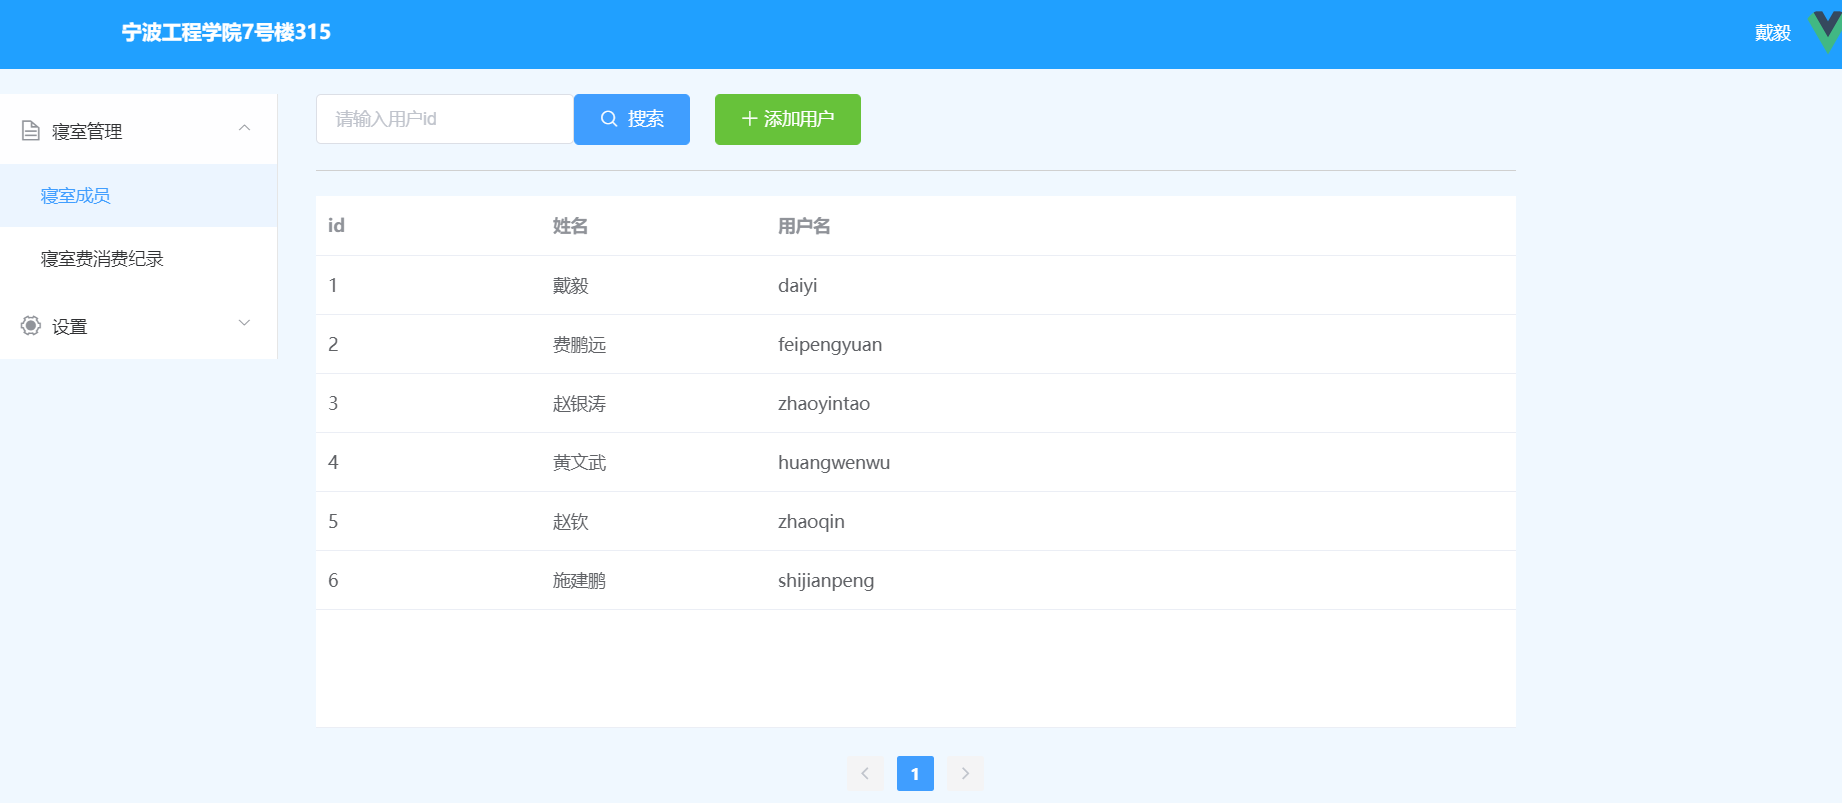 宁波工程学院7号楼315
戴毅
寝室管理
寝室成员
寝室费消费纪录
设置
请输入用户id
搜索
添加用户
id 姓名 用户名
1 戴毅 daiyi
2 费鹏远 feipengyuan
3 赵银涛 zhaoyintao
4 黄文武 huangwenwu
5 赵钦 zhaoqin
6 施建鹏 shijianpeng
1